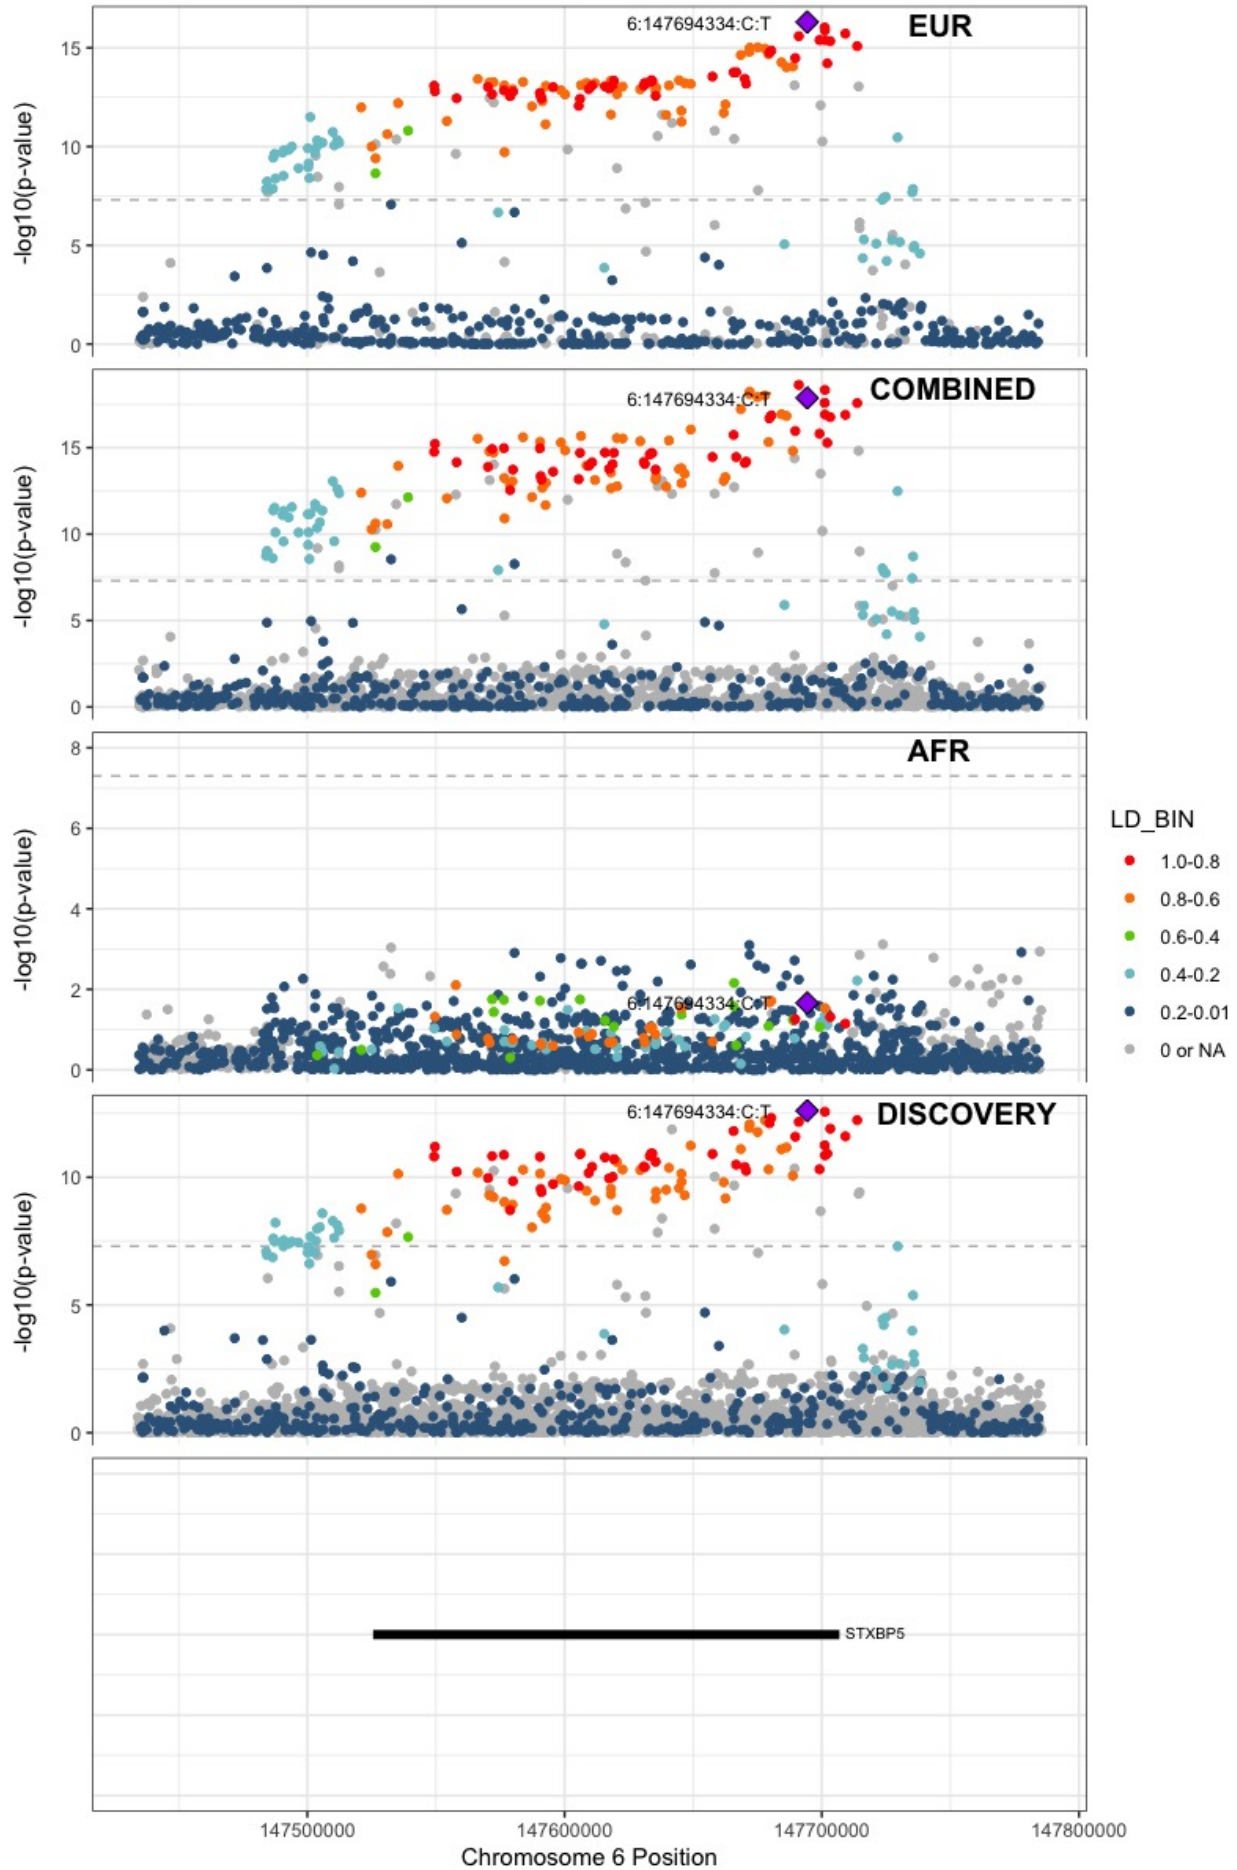 6:147694334:C:T
EUR
15
10
5
0
-log10(p-value)
6:147694334:C:T
COMBINED
15
10
5
0
-log10(p-value)
AFR
8
6
4
2
0
-log10(p-value)
6:147694334:C:T
LD_BIN
1.0-0.8
0.8-0.6
0.6-0.4
0.4-0.2
0.2-0.01
0 or NA
6:147694334:C:T
DISCOVERY
10
5
0
-log10(p-value)
STXBP5
147500000 147600000 147700000 147800000
Chromosome 6 Position